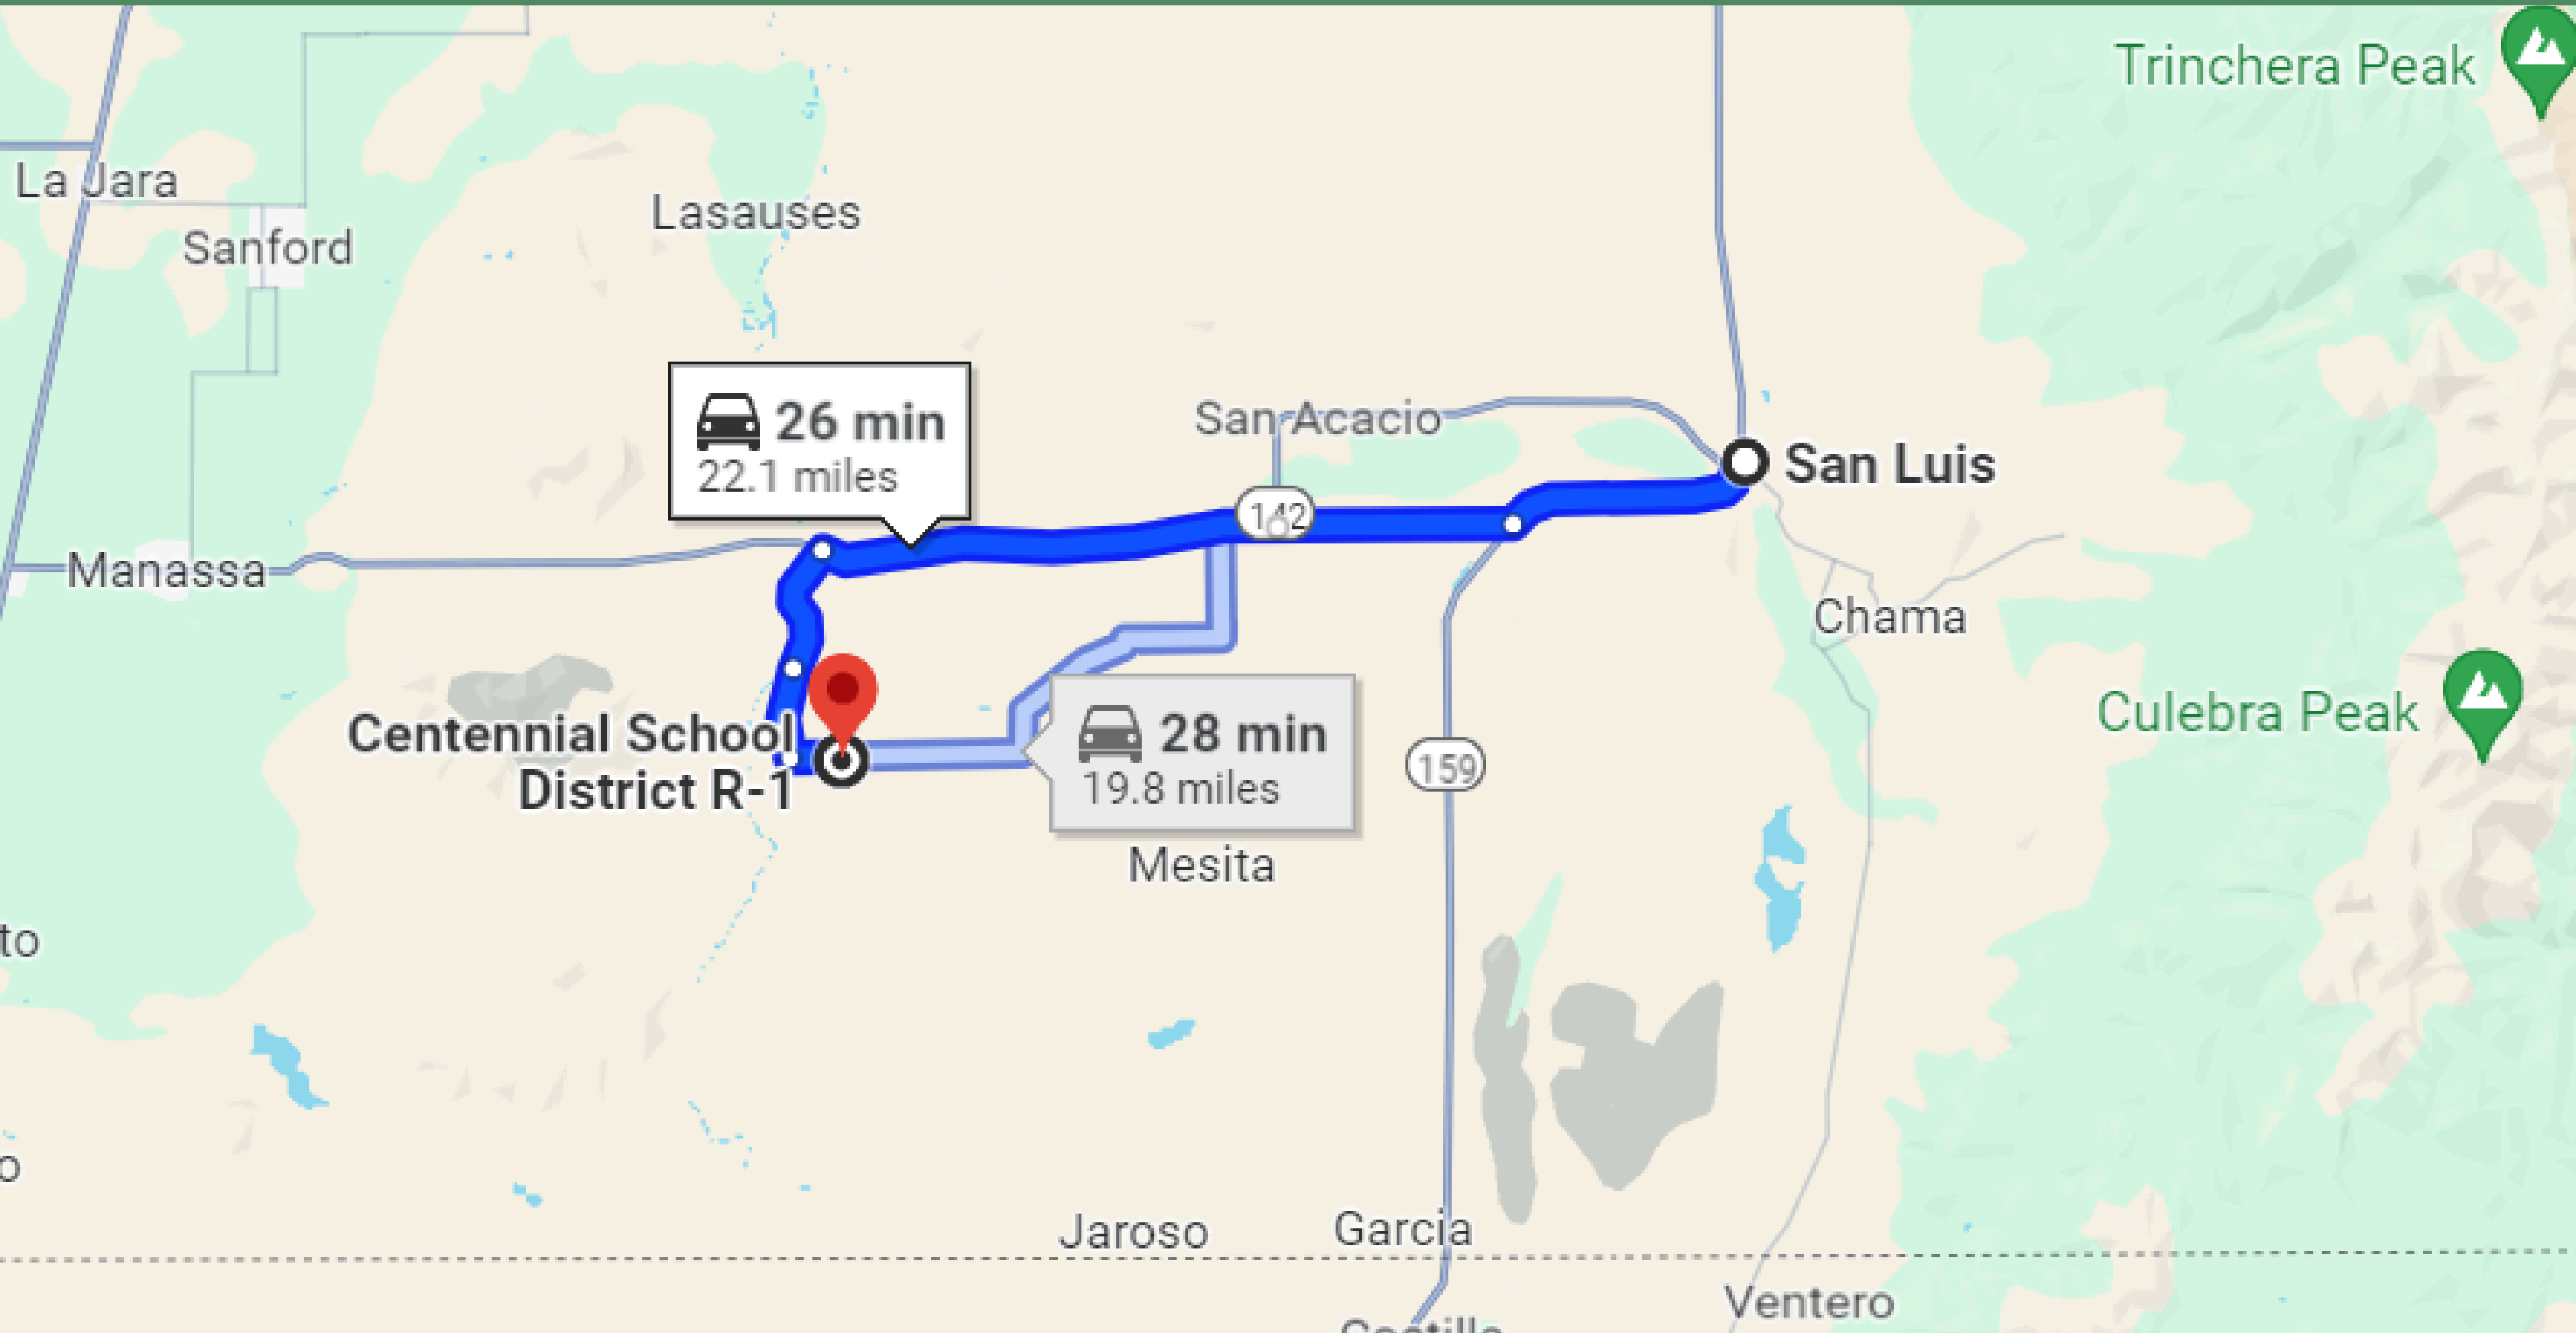 Trinchera Peak
La Jara
Lasauses
Sanford
26 min
22.1 miles
San Acacio
San Luis
142
Manassa
Chama
Centennial School
District R-1
28 min
19.8 miles
159
Culebra Peak
Mesita
to
o
Jaroso
Garcia
Ventero